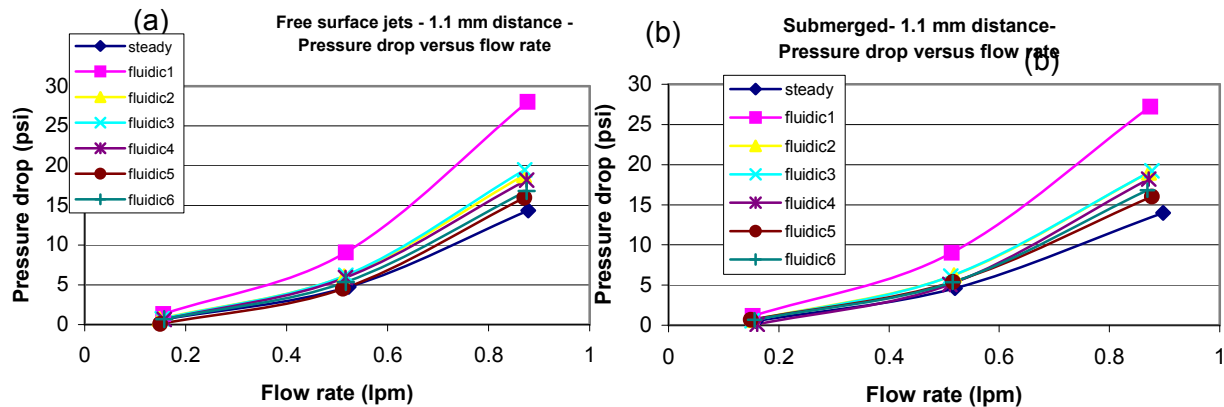 (a)
Free surface jets - 1.1 mm distance -
Pressure drop versus flow rate
steady
fluidic1
fluidic2
fluidic3
fluidic4
fluidic5
fluidic6
Pressure drop (psi)
30
25
20
15
10
5
0
0 0.2 0.4 0.6 0.8 1
Flow rate (lpm)
(b)
Submerged- 1.1 mm distance-
Pressure drop versus flow rate
(b)
steady
fluidic1
fluidic2
fluidic3
fluidic4
fluidic5
fluidic6
Pressure drop (psi)
30
25
20
15
10
5
0
0 0.2 0.4 0.6 0.8 1
Flow rate (lpm)